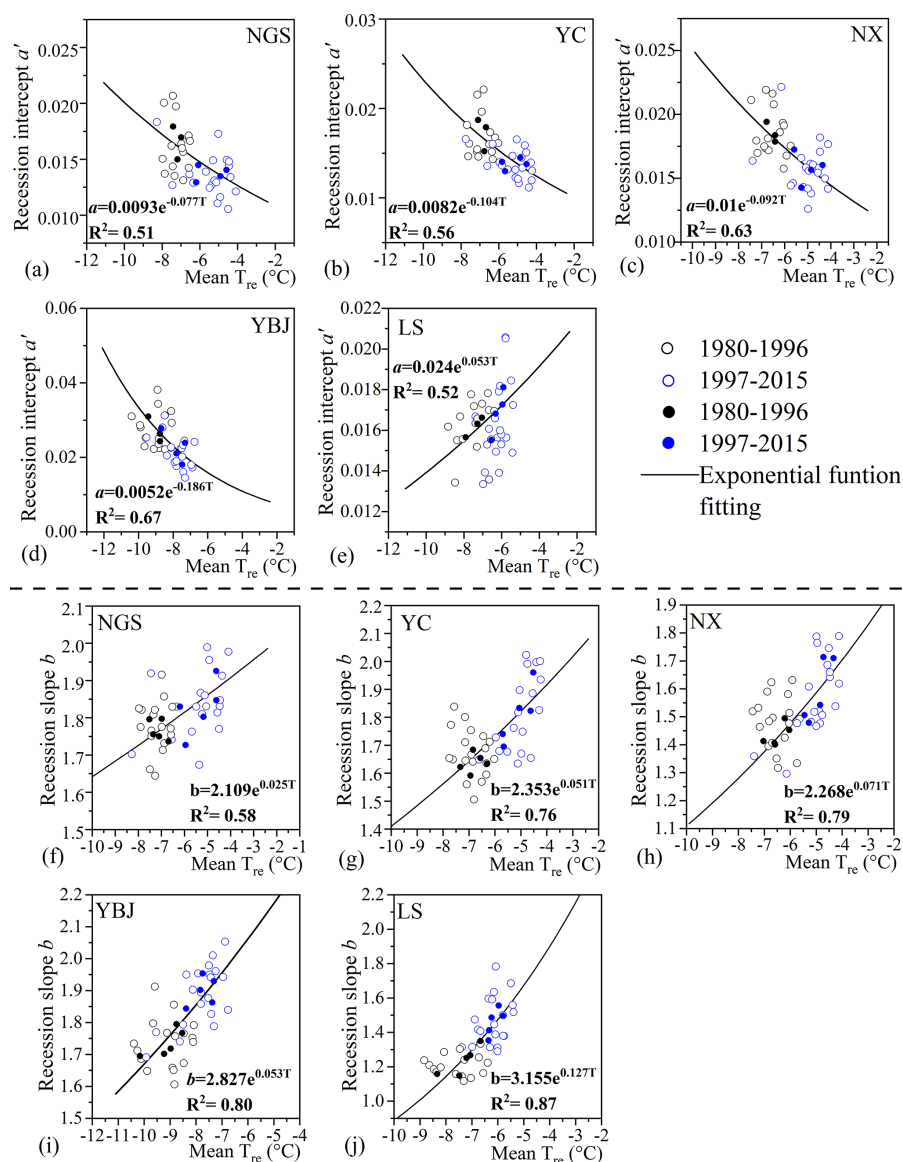 NGS
Recession intercept a′
0.025
0.020
0.015
0.010
a=0.0093e-0.077T
R2= 0.51
-12 -10 -8 -6 -4 -2
(a) Mean Tre (°C)
YC
Recession intercept a′
0.03
0.02
0.01
0
a=0.0082e-0.104T
R2= 0.56
-12 -10 -8 -6 -4 -2
(b) Mean Tre (°C)
NX
Recession intercept a′
0.025
0.020
0.015
0.010
a=0.01e-0.092T
R2= 0.63
-10 -9 -8 -7 -6 -5 -4 -3 -2
(c) Mean Tre (°C)
YBJ
Recession intercept a′
0.06
0.04
0.02
0.00
a=0.0052e-0.186T
R2= 0.67
-12 -10 -8 -6 -4 -2
(d) Mean Tre (°C)
LS
Recession intercept a′
0.022
0.020
0.018
0.016
0.014
0.012
a=0.024e0.053T
R2= 0.52
-12 -10 -8 -6 -4 -2
(e) Mean Tre (°C)
1980-1996
1997-2015
1980-1996
1997-2015
Exponential funtion
fitting
NGS
Recession slope b
2.1
2.0
1.9
1.8
1.7
1.6
1.5
b=2.109e0.025T
R2= 0.58
-10 -9 -8 -7 -6 -5 -4 -3 -2 -1
(f) Mean Tre (°C)
YC
Recession slope b
2.2
2.1
2.0
1.9
1.8
1.7
1.6
1.5
1.4
b=2.353e0.051T
R2= 0.76
-10 -9 -8 -7 -6 -5 -4 -3 -2
(g) Mean Tre (°C)
NX
Recession slope b
1.9
1.8
1.7
1.6
1.5
1.4
1.3
1.2
1.1
b=2.268e0.071T
R2= 0.79
-10 -9 -8 -7 -6 -5 -4 -3 -2
(h) Mean Tre (°C)
YBJ
Recession slope b
2.2
2.1
2.0
1.9
1.8
1.7
1.6
1.5
b=2.827e0.053T
R2= 0.80
-12 -11 -10 -9 -8 -7 -6 -5 -4
(i) Mean Tre (°C)
LS
Recession slope b
2.2
2.0
1.8
1.6
1.4
1.2
1.0
b=3.155e0.127T
R2= 0.87
-10 -9 -8 -7 -6 -5 -4 -3 -2
(j) Mean Tre (°C)